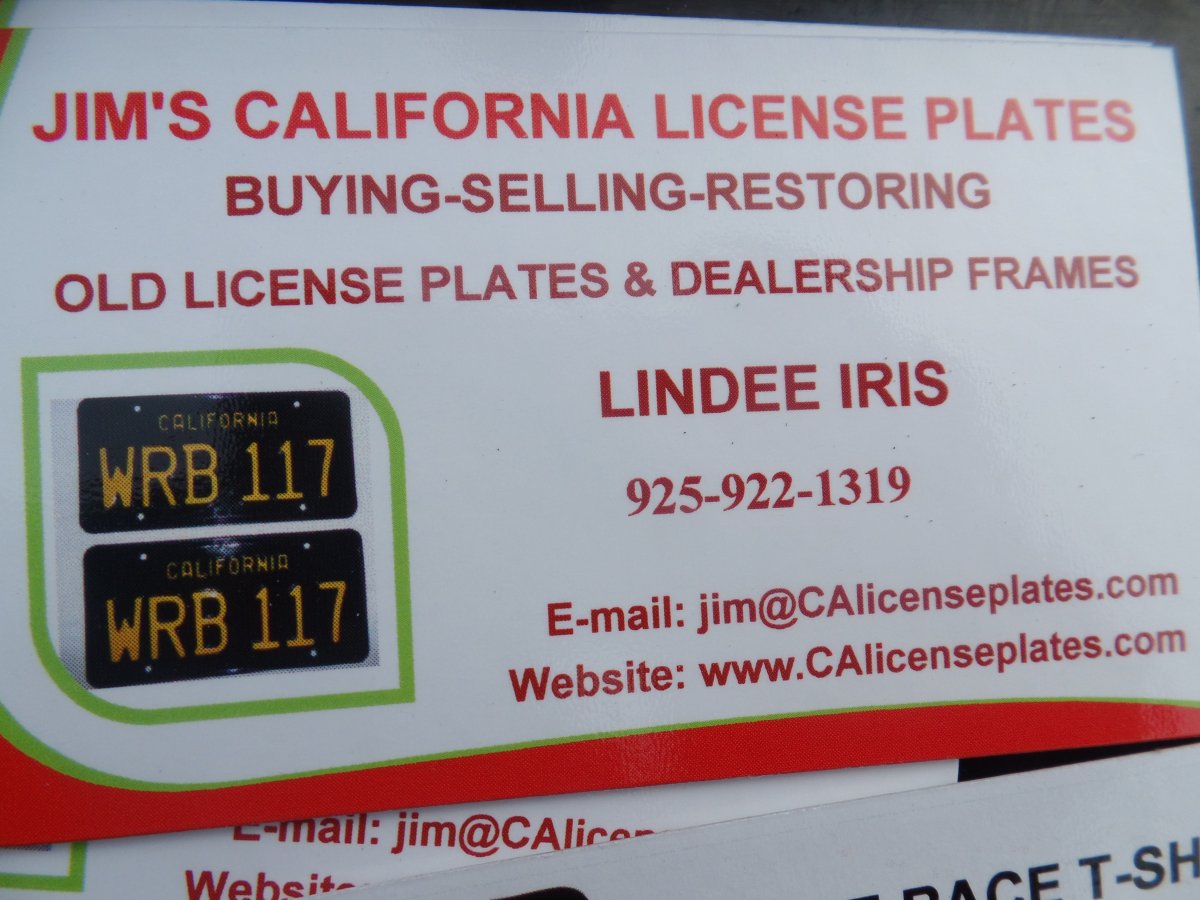 JIM'S CALIFORNIA LICENSE PLATES
BUYING-SELLING-RESTORING
OLD LICENSE PLATES & DEALERSHIP FRAMES
LINDEE IRIS
925-922-1319
E-mail: jim@CAlicenseplates.com
Website: www.CAlicenseplates.com
CALIFORNIA
WRB 117
CALIFORNIA
WRB 117
E-mail: jim@CAlicen
Website
RACE T-SH